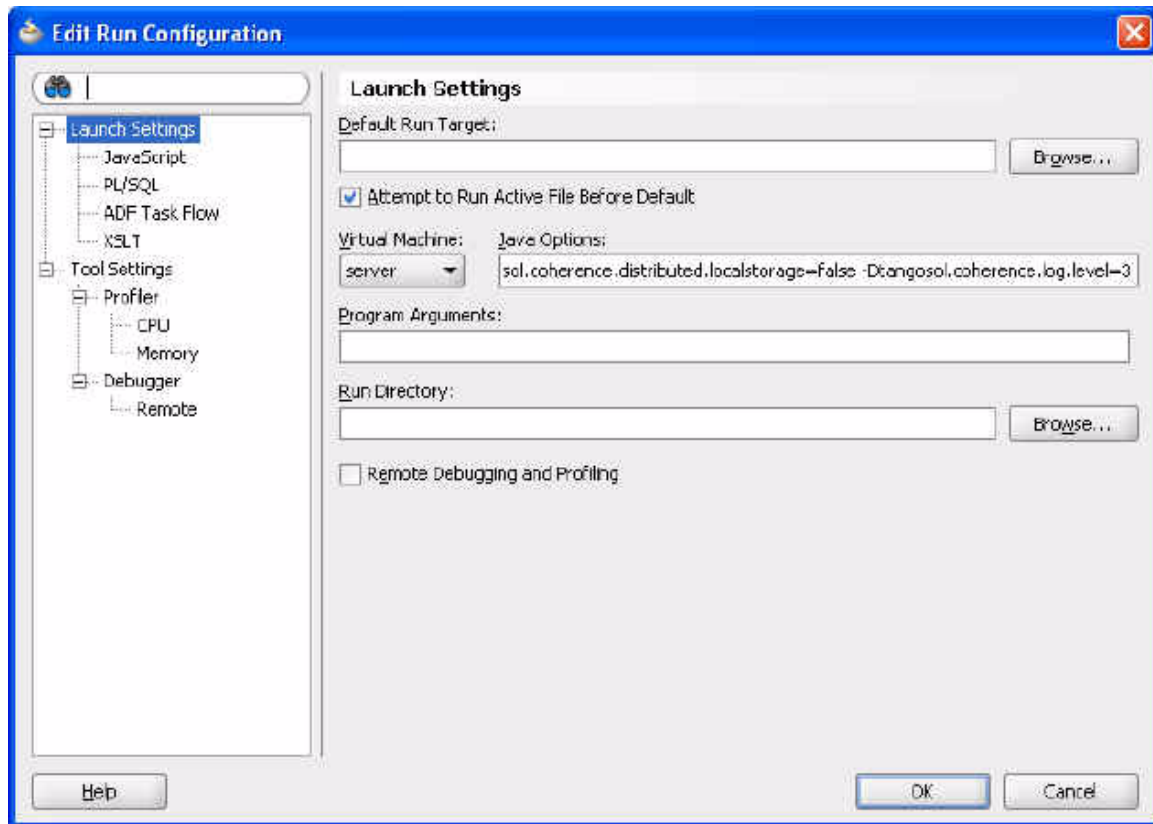 Edit Run Configuration
Launch Settings
JavaScript
PL/SQL
ADF Task Flow
XSLT
Tool Settings
Profiler
CPU
Memory
Debugger
Remote
Launch Settings
Default Run Target:
Browse...
Attempt to Run Active File Before Default
Virtual Machine: Java Options:
server sol.coherence.distributed.localstorage=false -Dtangosol.coherence.log.level=3
Program Arguments:
Run Directory:
Browse...
Remote Debugging and Profiling
Help OK Cancel